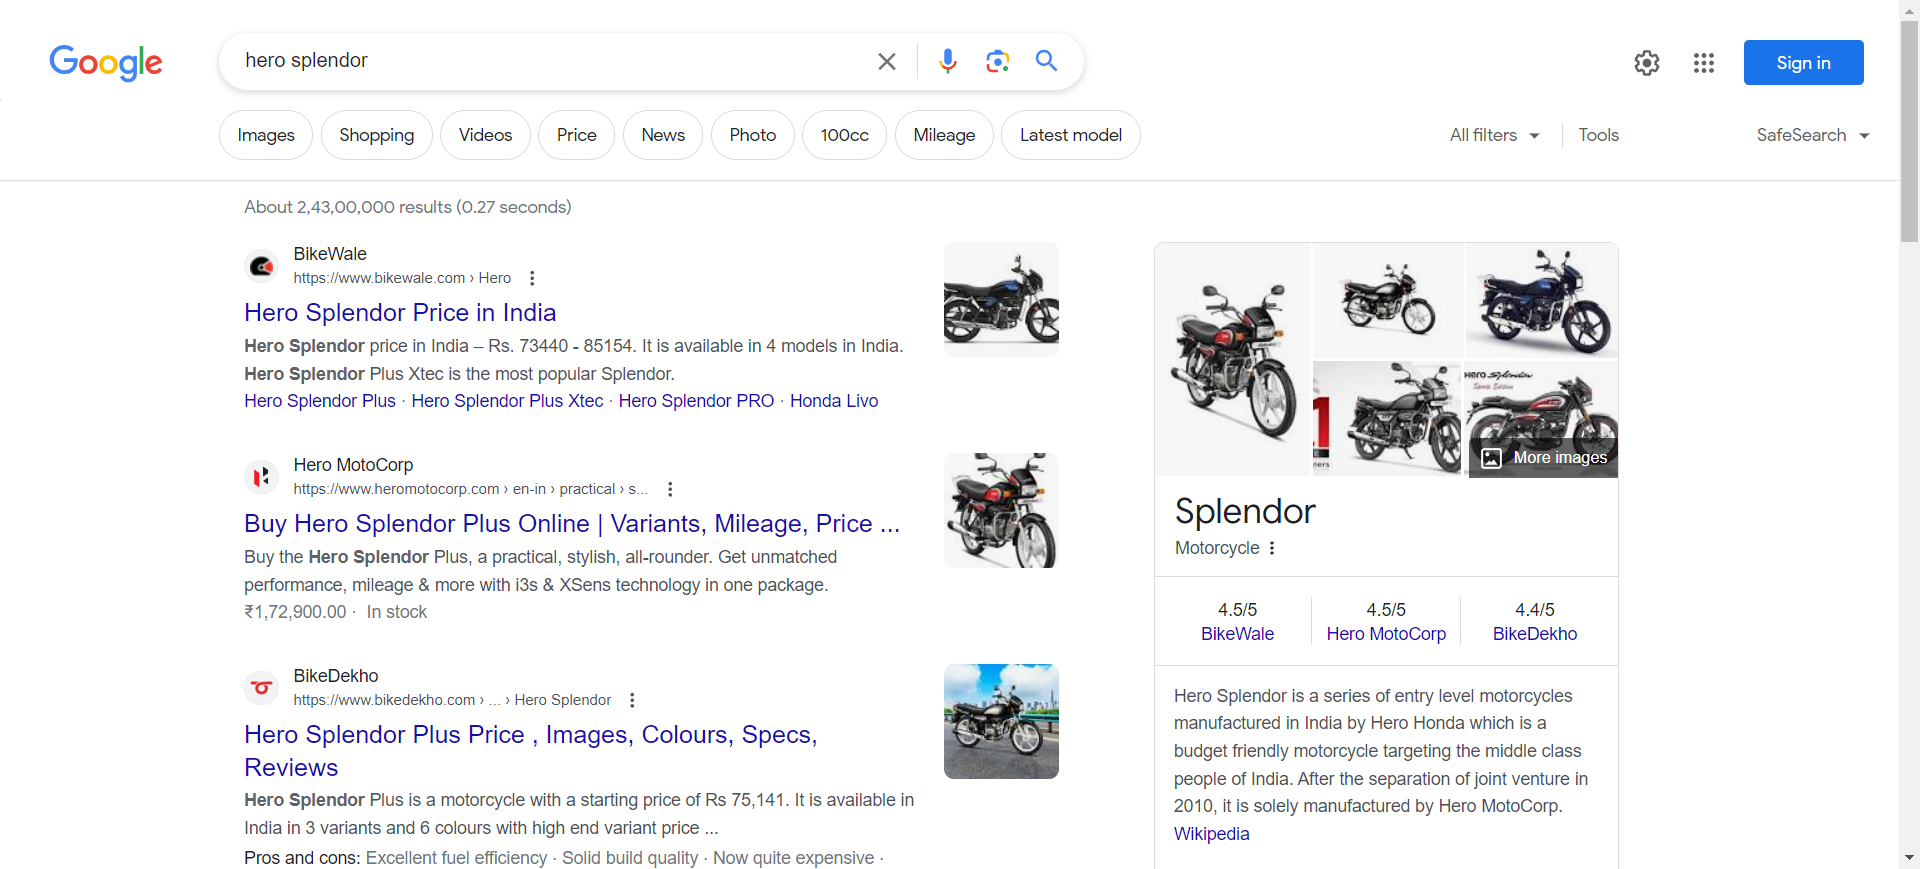 Google
hero splendor
Sign in
Images
Shopping
Videos
Price
News
Photo
100cc
Mileage
Latest model
All filters
Tools
SafeSearch
About 2,43,00,000 results (0.27 seconds)
BikeWale
https://www.bikewale.com › Hero
Hero Splendor Price in India
Hero Splendor price in India – Rs. 73440 - 85154. It is available in 4 models in India.
Hero Splendor Plus Xtec is the most popular Splendor.
Hero Splendor Plus · Hero Splendor Plus Xtec · Hero Splendor PRO · Honda Livo
Hero MotoCorp
https://www.heromotocorp.com › en-in › practical › s...
Buy Hero Splendor Plus Online | Variants, Mileage, Price ...
Buy the Hero Splendor Plus, a practical, stylish, all-rounder. Get unmatched
performance, mileage & more with i3s & XSens technology in one package.
₹1,72,900.00 · In stock
BikeDekho
https://www.bikedekho.com › ... › Hero Splendor
Hero Splendor Plus Price , Images, Colours, Specs,
Reviews
Hero Splendor Plus is a motorcycle with a starting price of Rs 75,141. It is available in
India in 3 variants and 6 colours with high end variant price ...
Pros and cons: Excellent fuel efficiency · Solid build quality · Now quite expensive ·
Hero Splendor
Sports Edition
More images
Splendor
Motorcycle
4.5/5
BikeWale
4.5/5
Hero MotoCorp
4.4/5
BikeDekho
Hero Splendor is a series of entry level motorcycles
manufactured in India by Hero Honda which is a
budget friendly motorcycle targeting the middle class
people of India. After the separation of joint venture in
2010, it is solely manufactured by Hero MotoCorp.
Wikipedia